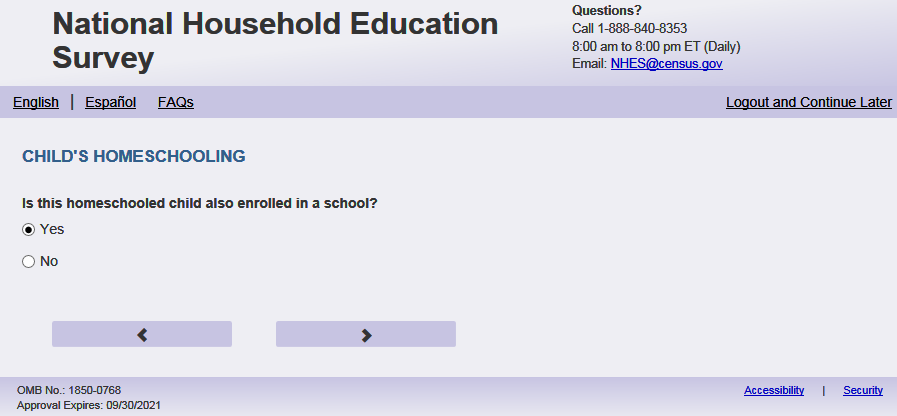 National Household Education
Survey
Questions?
Call 1-888-840-8353
8:00 am to 8:00 pm ET (Daily)
Email: NHES@census.gov
English | Español FAQs Logout and Continue Later
CHILD'S HOMESCHOOLING
Is this homeschooled child also enrolled in a school?
Yes
No
OMB No.: 1850-0768
Approval Expires: 09/30/2021
Accessibility | Security